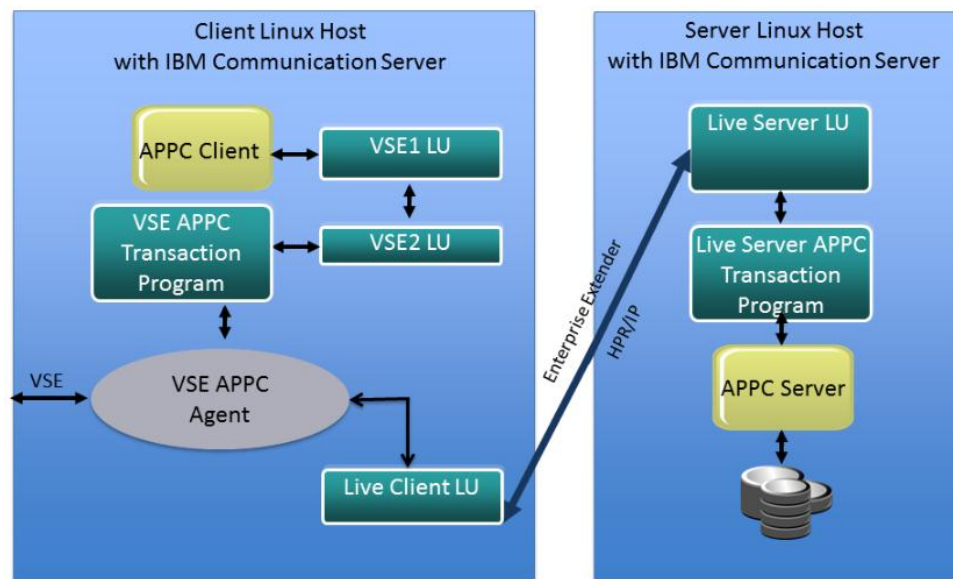 Client Linux Host
with IBM Communication Server
APPC Client
VSE1 LU
VSE APPC
Transaction
Program
VSE2 LU
VSE
VSE APPC
Agent
Live Client LU
Enterprise Extender
HPR/IP
Server Linux Host
with IBM Communication Server
Live Server LU
Live Server APPC
Transaction
Program
APPC Server